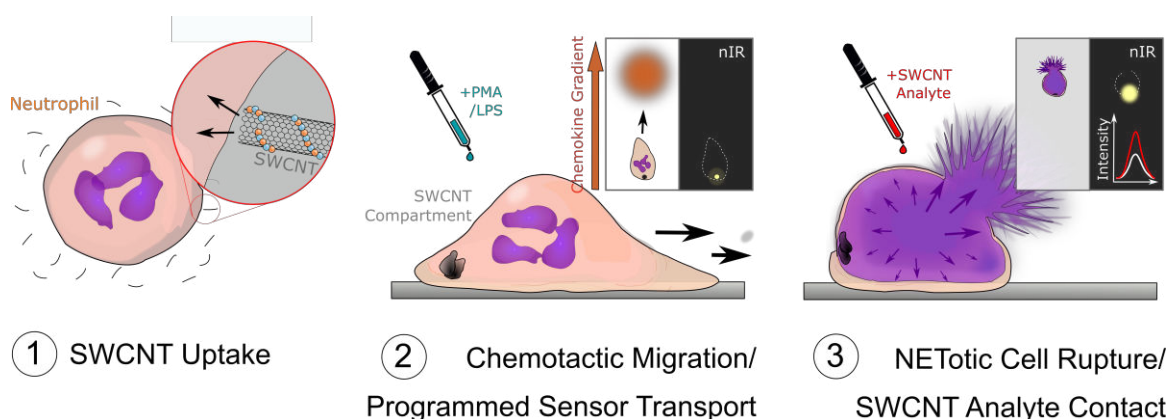 Neutrophil
SWCNT
+PMA
/LPS
SWCNT
Compartment
Chemokine Gradient
nIR
+SWCNT
Analyte
nIR
Intensity
1 SWCNT Uptake
2 Chemotactic Migration/
Programmed Sensor Transport
3 NETotic Cell Rupture/
SWCNT Analyte Contact